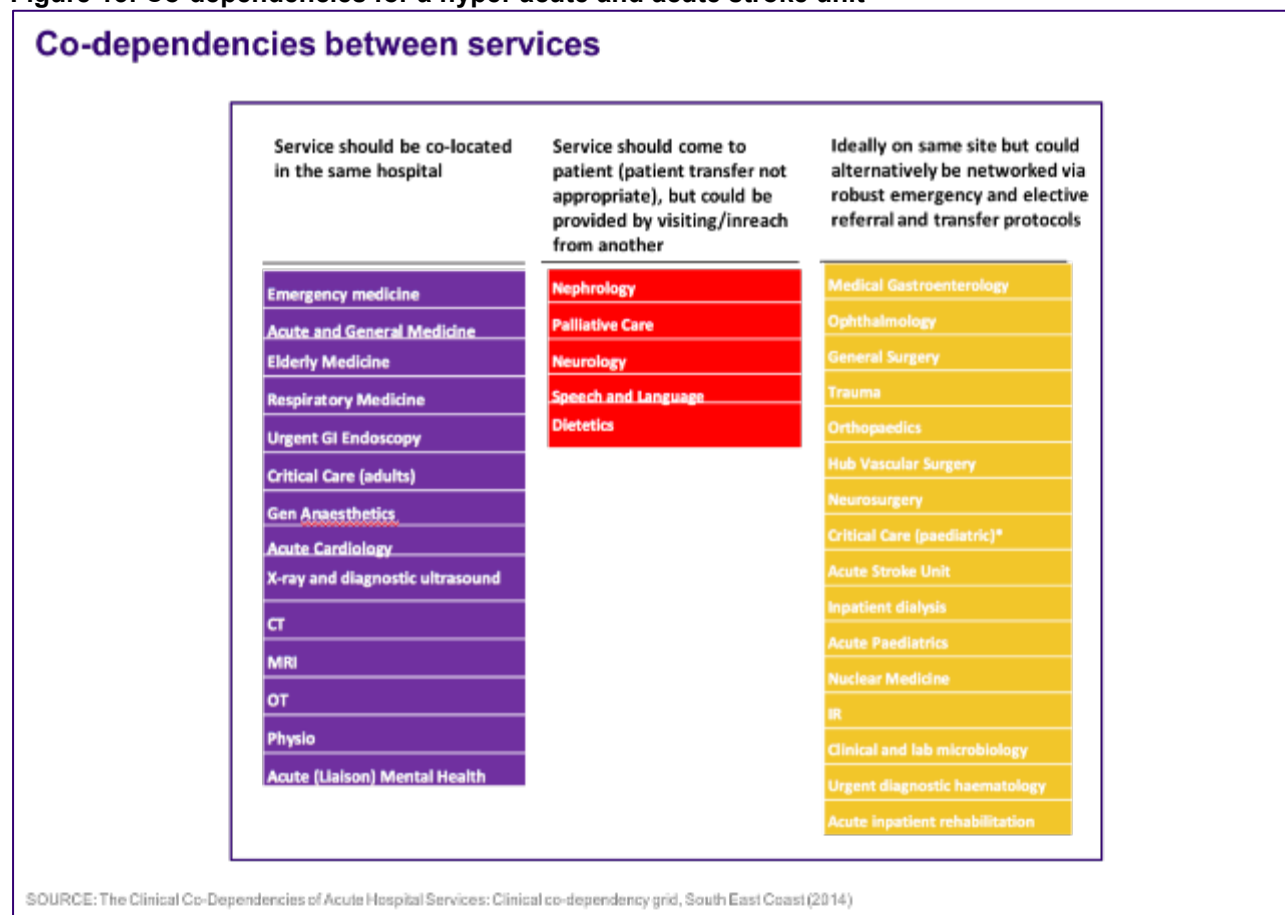 Co-dependencies between services
Service should be co-located
in the same hospital
Emergency medicine
Acute and General Medicine
Elderly Medicine
Respiratory Medicine
Urgent GI Endoscopy
Critical Care (adults)
Gen Anaesthetics
Acute Cardiology
X-ray and diagnostic ultrasound
CT
MRI
OT
Physio
Acute (Liaison) Mental Health
Service should come to
patient (patient transfer not
appropriate), but could be
provided by visiting/inreach
from another
Nephrology
Palliative Care
Neurology
Speech and Language
Dietetics
Ideally on same site but could
alternatively be networked via
robust emergency and elective
referral and transfer protocols
Medical Gastroenterology
Ophthalmology
General Surgery
Trauma
Orthopaedics
Hub Vascular Surgery
Neurosurgery
Critical Care (paediatric)*
Acute Stroke Unit
Inpatient dialysis
Acute Paediatrics
Nuclear Medicine
IR
Clinical and lab microbiology
Urgent diagnostic haematology
Acute inpatient rehabilitation
SOURCE: The Clinical Co-Dependencies of Acute Hospital Services: Clinical co-dependency grid, South East Coast (2014)